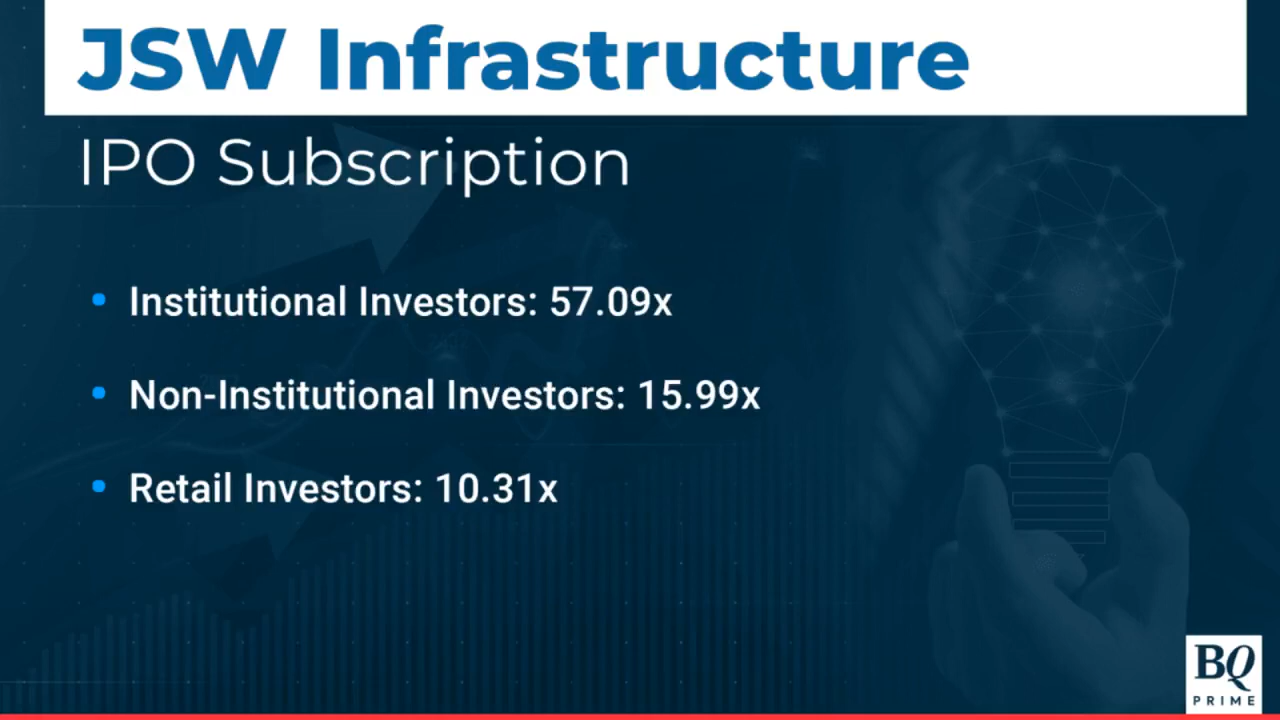 JSW Infrastructure
IPO Subscription
• Institutional Investors: 57.09x
• Non-Institutional Investors: 15.99x
• Retail Investors: 10.31x
BQ
PRIME